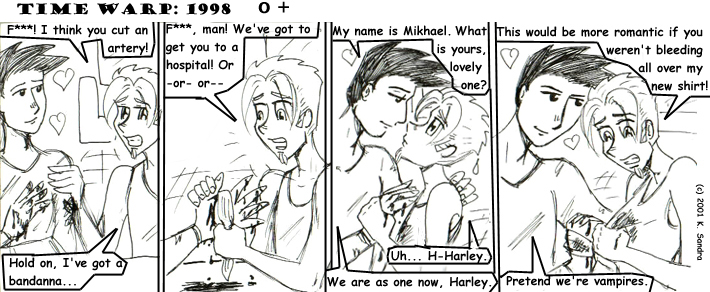 TIME WARP: 1998 0 +
F***! I think you cut an
artery!
Hold on, I've got a
bandanna...
F***, man! We've got to
get you to a
hospital! Or
-or- or--
My name is Mikhael. What
is yours,
lovely
one?
Uh... H-Harley.
We are as one now, Harley.
This would be more romantic if you
weren't bleeding
all over my
new shirt!
Pretend we're vampires.
(c) 2001 K. Sandro